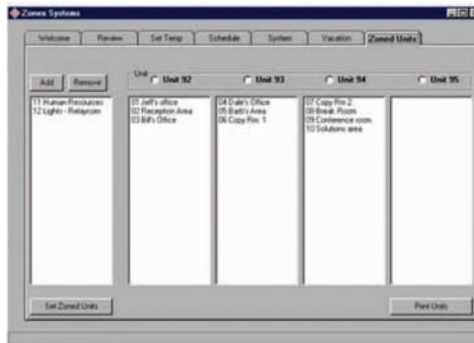 Zonex Systems
Welcome
Review
Set Temp
Schedule
System
Vacation
Zoned Units
Add
Remove
Unit
Unit 92
Unit 93
Unit 94
Unit 95
11 Human Resources
12 Lights - Relaycom
01 Jeff's office
02 Reception Area
03 Bill's Office
04 Dale's Office
05 Barb's Area
06 Copy Rm. 1
07 Copy Rm 2
08 Break Room
09 Conference room
10 Solutions area
Set Zoned Units
Print Units